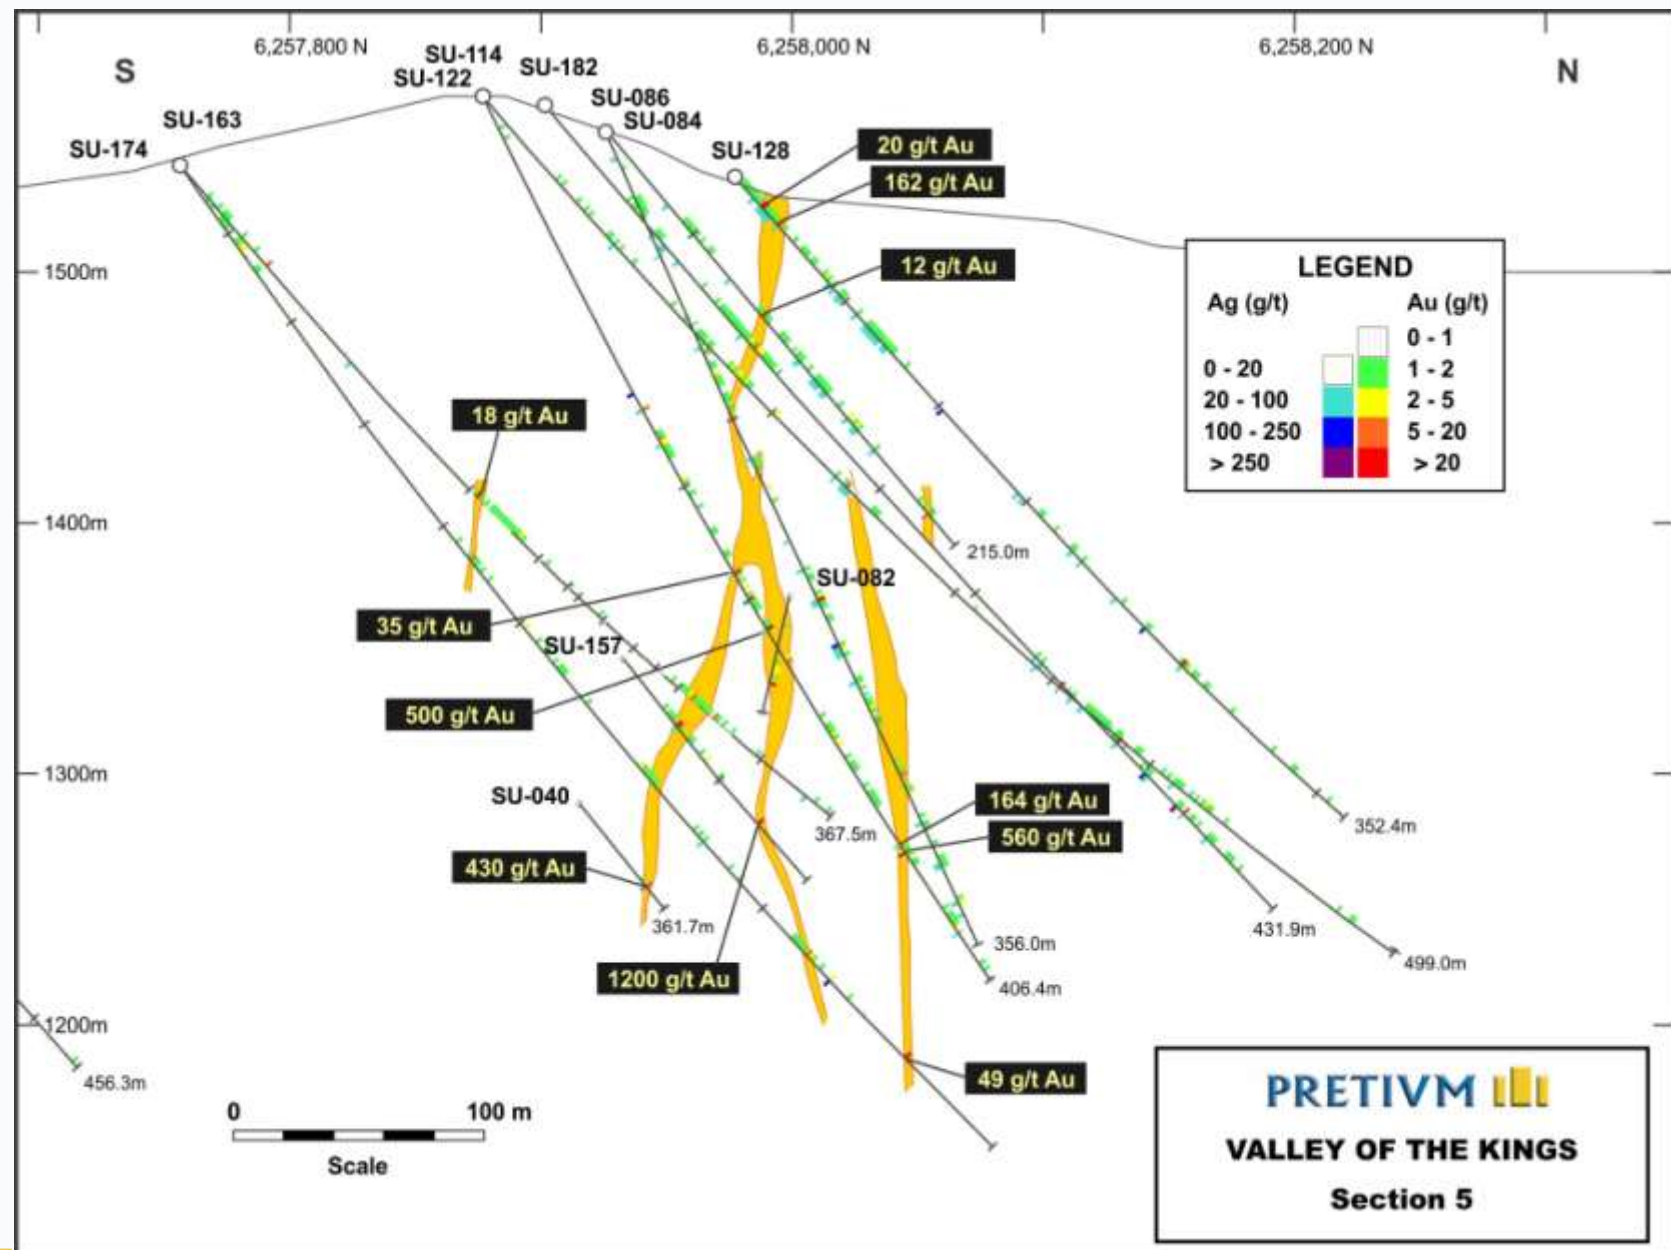 6,257,800 N
6,258,000 N
6,258,200 N
S
N
SU-114
SU-122
SU-182
SU-086
SU-084
SU-163
SU-174
SU-128
20 g/t Au
162 g/t Au
12 g/t Au
1500m
LEGEND
Ag (g/t)
Au (g/t)
0 - 1
0 - 20
1 - 2
20 - 100
2 - 5
100 - 250
5 - 20
> 250
> 20
18 g/t Au
1400m
215.0m
SU-082
35 g/t Au
SU-157
500 g/t Au
1300m
SU-040
164 g/t Au
367.5m
352.4m
560 g/t Au
430 g/t Au
361.7m
431.9m
356.0m
499.0m
1200 g/t Au
406.4m
1200m
456.3m
49 g/t Au
0
100 m
Scale
PRETIVM
VALLEY OF THE KINGS
Section 5